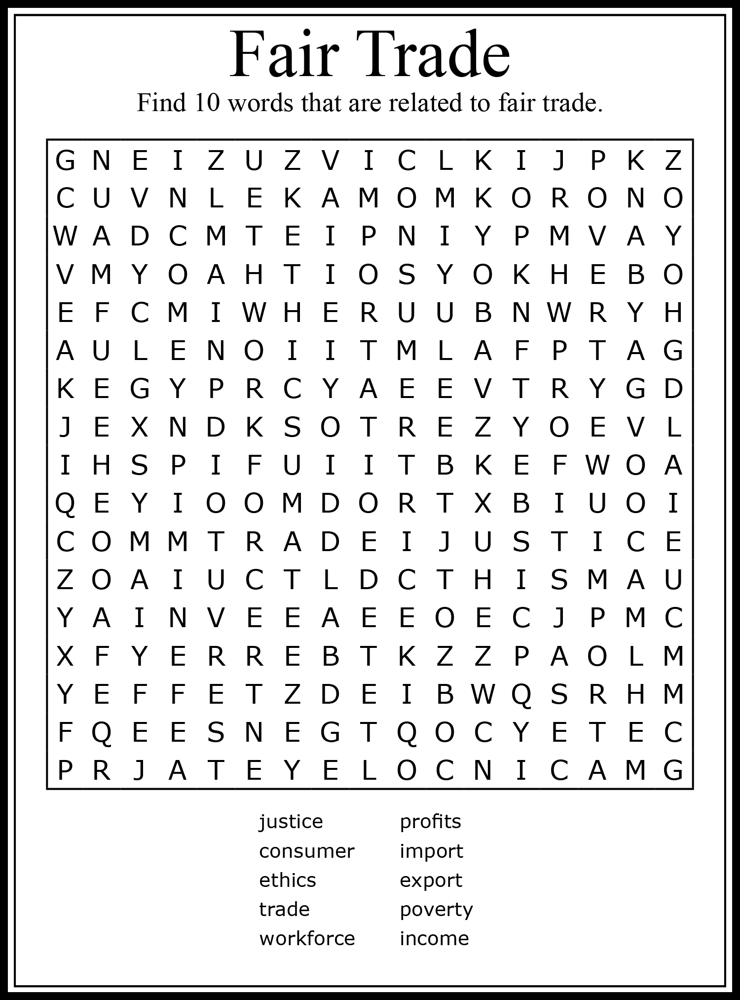 Fair Trade
Find 10 words that are related to fair trade.
G N E I Z U Z V I C L K I J P K Z
C U V N L E K A M O M K O R O N O
W A D C M T E I P N I Y P M V A Y
V M Y O A H T I O S Y O K H E B O
E F C M I W H E R U U B N W R Y H
A U L E N O I I T M L A F P T A G
K E G Y P R C Y A E E V T R Y G D
J E X N D K S O T R E Z Y O E V L
I H S P I F U I I T B K E F W O A
Q E Y I O O M D O R T X B I U O I
C O M M T R A D E I J U S T I C E
Z O A I U C T L D C T H I S M A U
Y A I N V E E A E E O E C J P M C
X F Y E R R E B T K Z Z P A O L M
Y E F F E T Z D E I B W Q S R H M
F Q E E S N E G T Q O C Y E T E C
P R J A T E Y E L O C N I C A M G
justice profits
consumer import
ethics export
trade poverty
workforce income